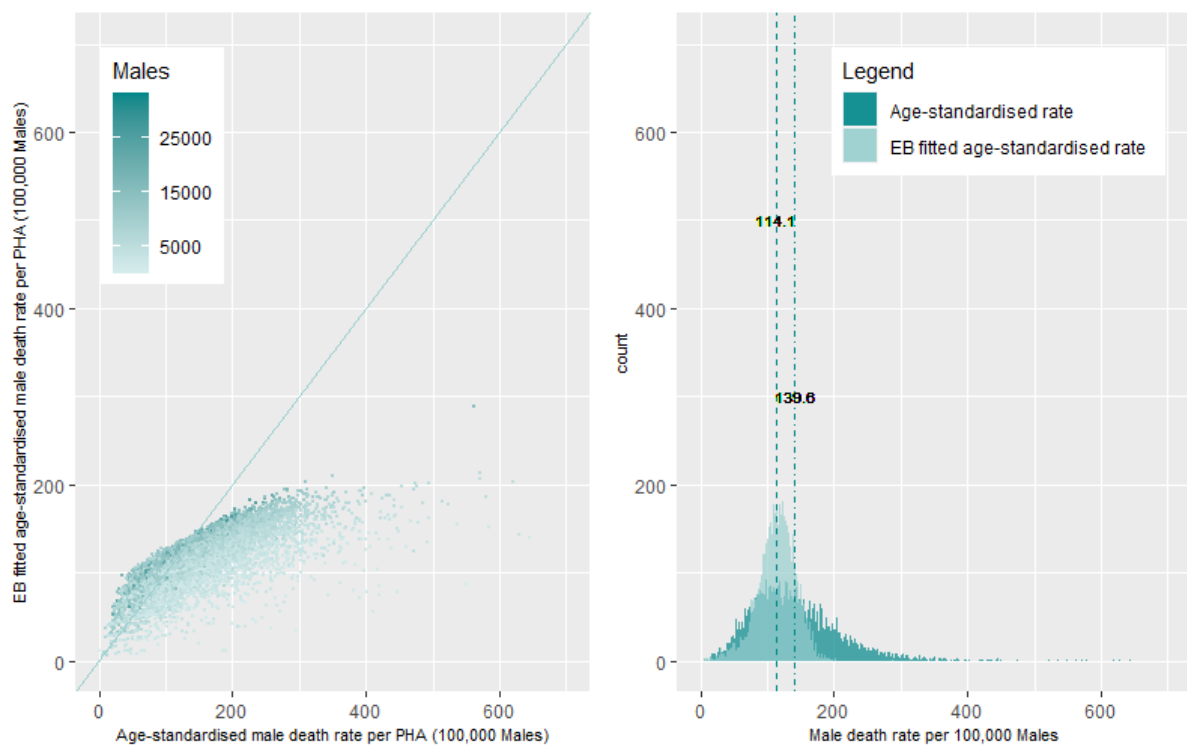 EB fitted age-standardised male death rate per PHA (100,000 Males)
600
400
200
0
Males
25000
15000
5000
0
200
400
600
Age-standardised male death rate per PHA (100,000 Males)
count
600
400
200
0
Legend
Age-standardised rate
EB fitted age-standardised rate
114.1
139.6
0
200
400
600
Male death rate per 100,000 Males